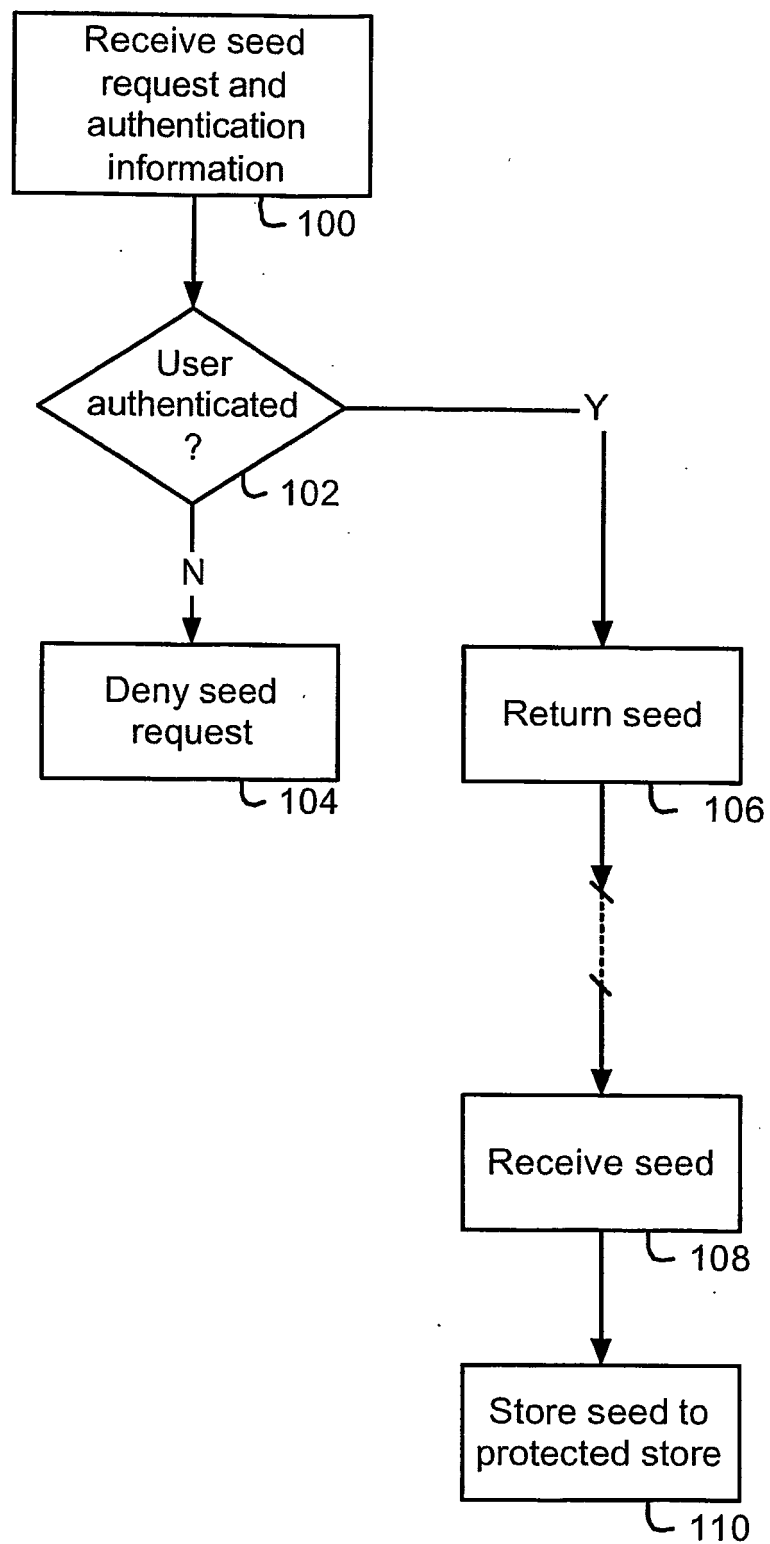 Receive seed
request and
authentication
information
100
User
authenticated
?
102
Y
N
Deny seed
request
104
Return seed
106
Receive seed
108
Store seed to
protected store
110